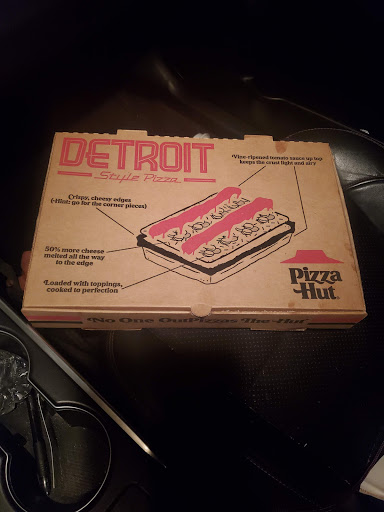 DETROIT
Style Pizza
Vine-ripened tomato sauce up top
keeps the crust light and airy
Crispy, cheesy edges
(Hint: go for the corner pieces)
50% more cheese
melted all the way
to the edge
Loaded with toppings,
cooked to perfection
Pizza
Hut®
No One OutPizzas The Hut